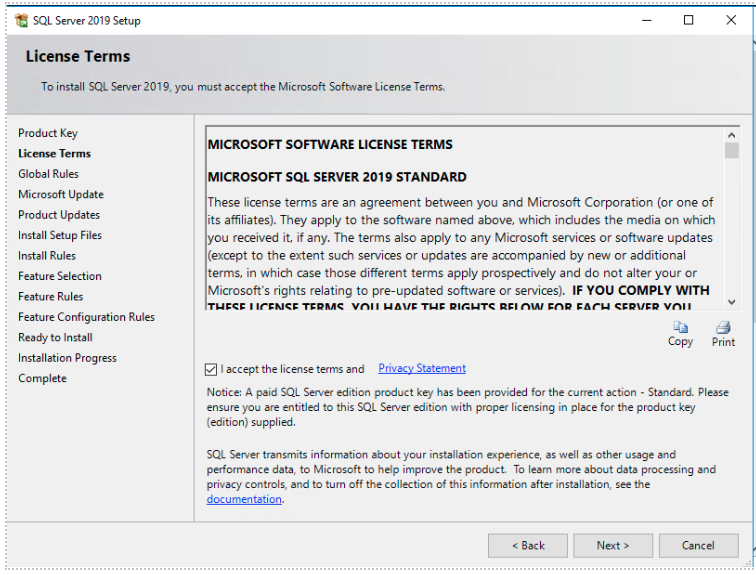 SQL Server 2019 Setup
License Terms
To install SQL Server 2019, you must accept the Microsoft Software License Terms.
Product Key
License Terms
Global Rules
Microsoft Update
Product Updates
Install Setup Files
Install Rules
Feature Selection
Feature Rules
Feature Configuration Rules
Ready to Install
Installation Progress
Complete
MICROSOFT SOFTWARE LICENSE TERMS
MICROSOFT SQL SERVER 2019 STANDARD
These license terms are an agreement between you and Microsoft Corporation (or one of
its affiliates). They apply to the software named above, which includes the media on which
you received it, if any. The terms also apply to any Microsoft services or software updates
(except to the extent such services or updates are accompanied by new or additional
terms, in which case those different terms apply prospectively and do not alter your or
Microsoft's rights relating to pre-updated software or services). IF YOU COMPLY WITH
THESE LICENSE TERMS, YOU HAVE THE RIGHTS BELOW FOR EACH SERVER YOU
Copy
Print
I accept the license terms and Privacy Statement
Notice: A paid SQL Server edition product key has been provided for the current action - Standard. Please
ensure you are entitled to this SQL Server edition with proper licensing in place for the product key
(edition) supplied.
SQL Server transmits information about your installation experience, as well as other usage and
performance data, to Microsoft to help improve the product. To learn more about data processing and
privacy controls, and to turn off the collection of this information after installation, see the
documentation.
< Back
Next >
Cancel